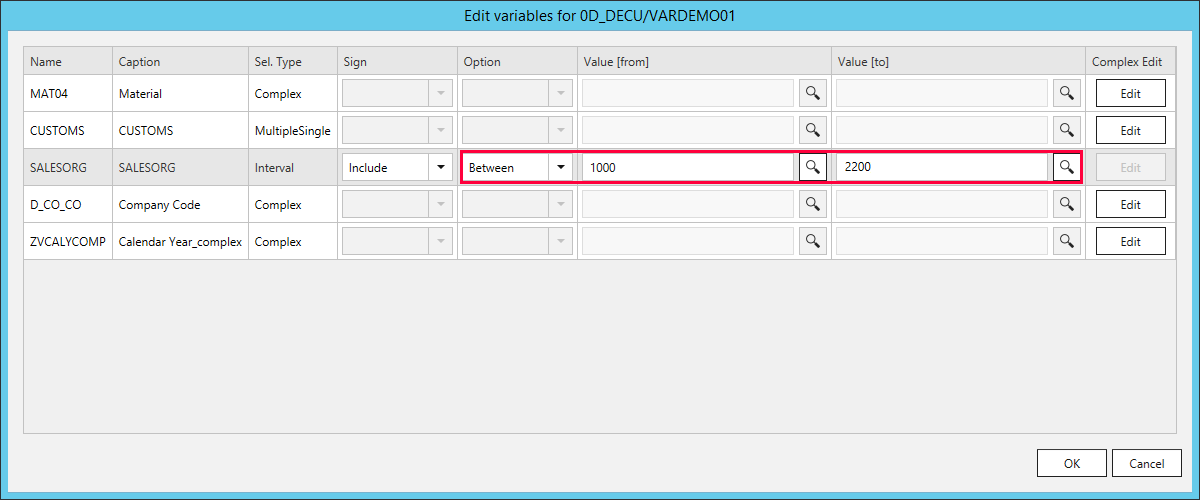 Edit variables for 0D_DECU/VARDEMO01
Name Caption Sel. Type Sign Option Value [from] Value [to] Complex Edit
MAT04 Material Complex Edit
CUSTOMS CUSTOMS MultipleSingle Edit
SALESORG SALESORG Interval Include Between 1000 2200 Edit
D_CO_CO Company Code Complex Edit
ZVCALYCOMP Calendar Year_complex Complex Edit
OK Cancel